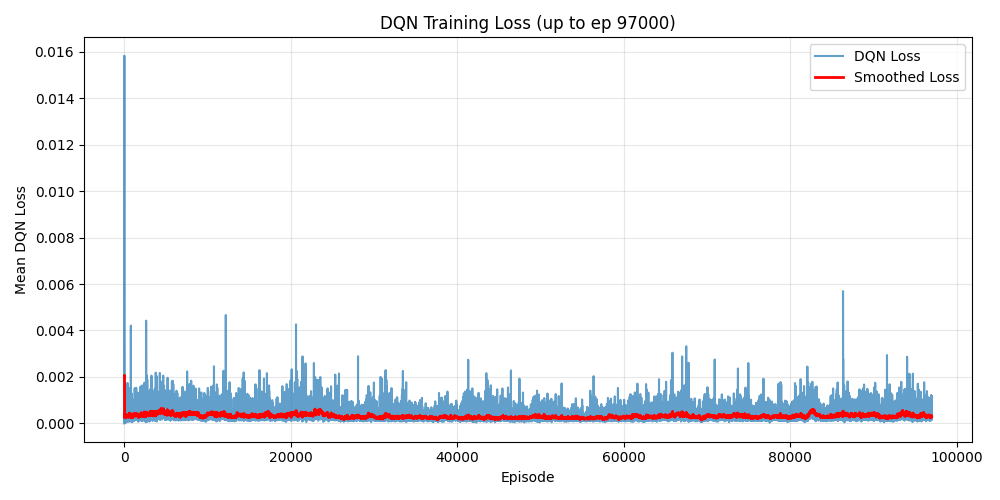 DQN Training Loss (up to ep 97000)
DQN Loss
Smoothed Loss
Mean DQN Loss
0.016
0.014
0.012
0.010
0.008
0.006
0.004
0.002
0.000
0 20000 40000 60000 80000 100000
Episode